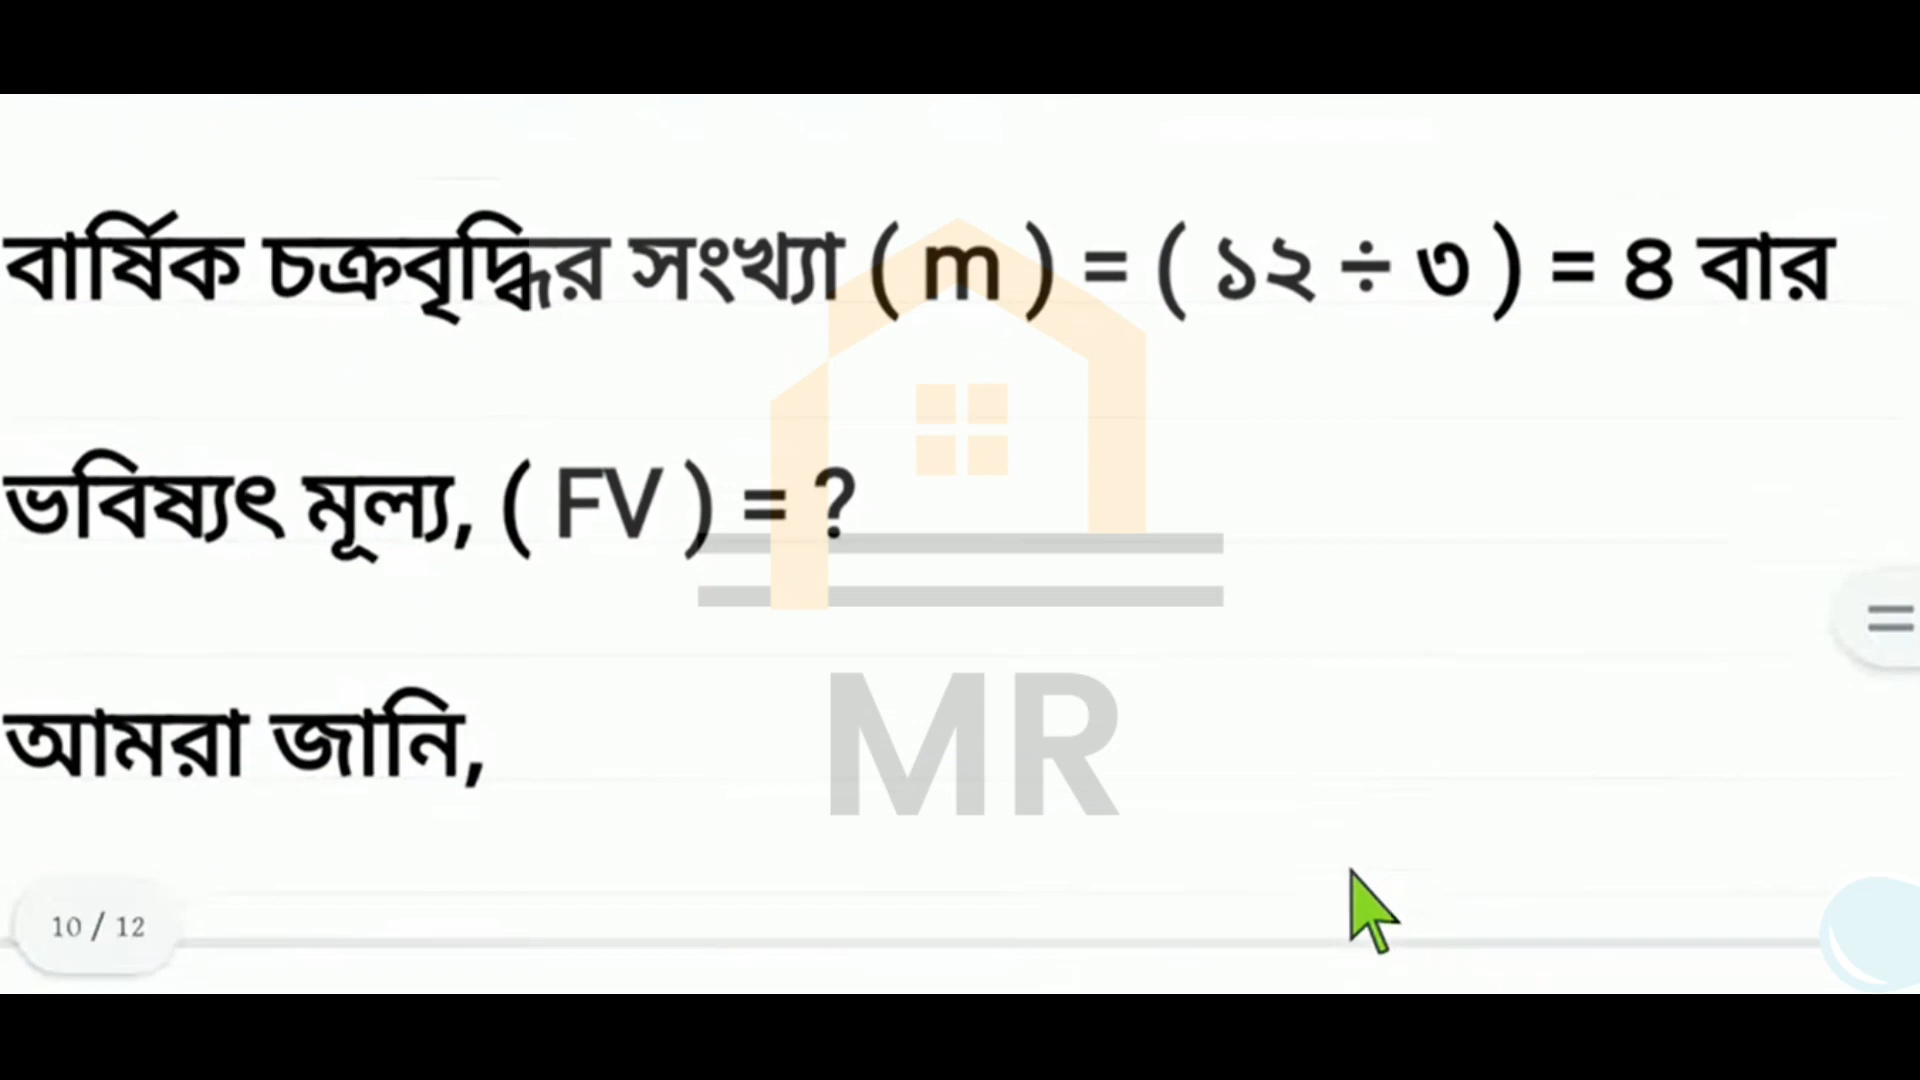 বার্ষিক চক্রবৃদ্ধির সংখ্যা ( m ) = ( ১২ ÷ ৩ ) = ৪ বার
ভবিষ্যৎ মূল্য, ( FV ) = ?
আমরা জানি,
MR
10 / 12